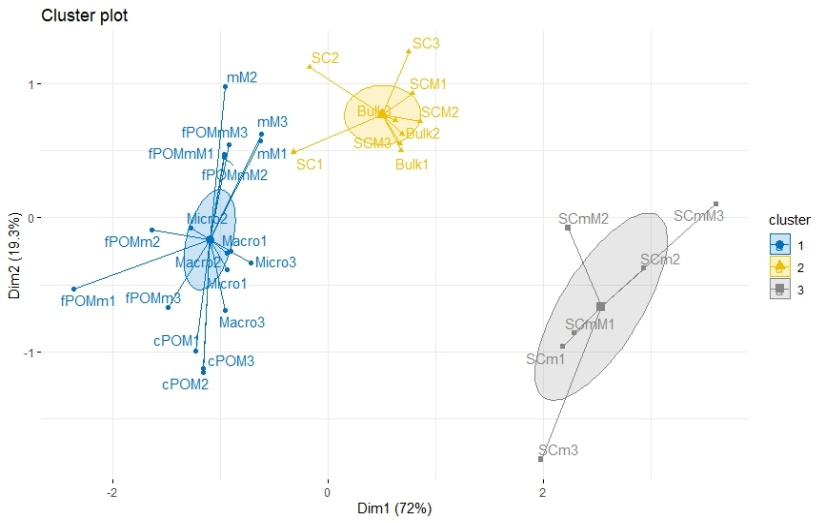 Cluster plot
SC3
SC2
mM2
SCM1
1
Bulk3
SCM2
mM3
fPOMmM3
Bulk2
SCM3
fPOMmM1
mM1
SC1
Bulk1
fPOMmM2
SCmM3
Micro2
SCmM2
0
cluster
fPOMm2
Macro1
1
Macro2
Micro3
SCm2
2
Micro1
3
fPOMm1
fPOMm3
Macro3
SCmM1
cPOM1
-1
cPOM3
SCm1
cPOM2
SCm3
Dim2 (19.3%)
-2
0
2
Dim1 (72%)